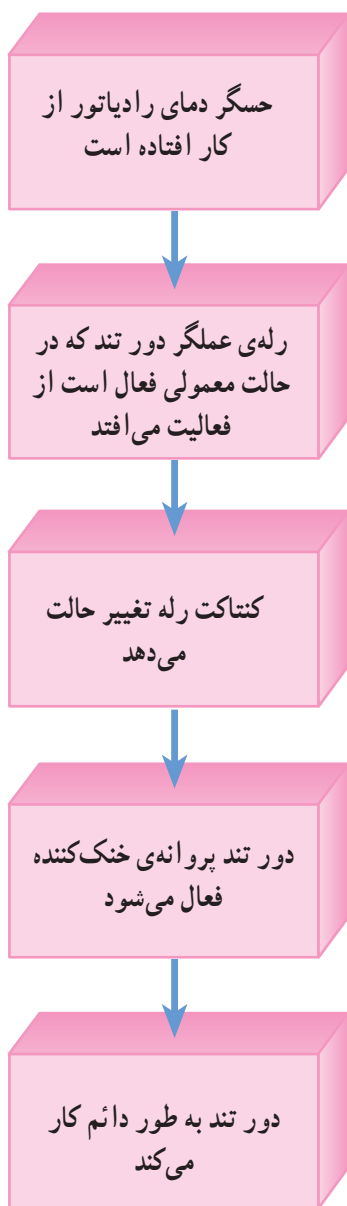 حسگر دمای رادیاتور از
کار افتاده است
رله‌ی عملگر دور تند که در
حالت معمولی فعال است از
فعالیت می‌افتد
کنتاکت رله تغییر حالت
می‌دهد
دور تند پروانه‌ی خنک‌کننده
فعال می‌شود
دور تند به طور دائم کار
می‌کند